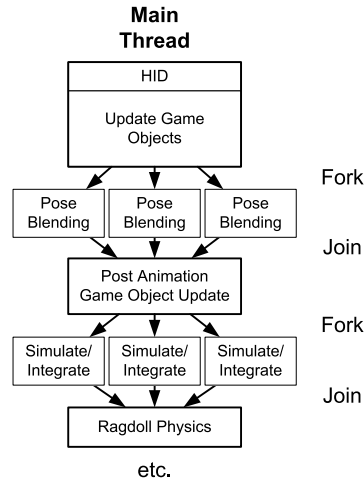 Main
Thread
HID
Update Game
Objects
Fork
Pose
Blending
Pose
Blending
Pose
Blending
Join
Post Animation
Game Object Update
Fork
Simulate/
Integrate
Simulate/
Integrate
Simulate/
Integrate
Join
Ragdoll Physics
etc.